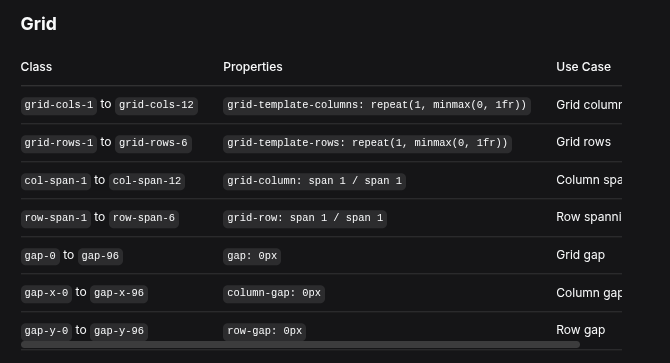 Grid
Class Properties Use Case
grid-cols-1 to grid-cols-12 grid-template-columns: repeat(1, minmax(0, 1fr)) Grid column
grid-rows-1 to grid-rows-6 grid-template-rows: repeat(1, minmax(0, 1fr)) Grid rows
col-span-1 to col-span-12 grid-column: span 1 / span 1 Column spa
row-span-1 to row-span-6 grid-row: span 1 / span 1 Row spanni
gap-0 to gap-96 gap: 0px Grid gap
gap-x-0 to gap-x-96 column-gap: 0px Column gap
gap-y-0 to gap-y-96 row-gap: 0px Row gap